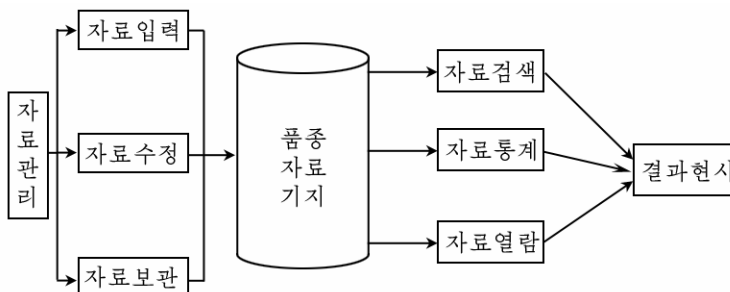 자료관리
자료입력
자료수정
자료보관
품종
자료
기지
자료검색
자료통계
자료열람
결과현시